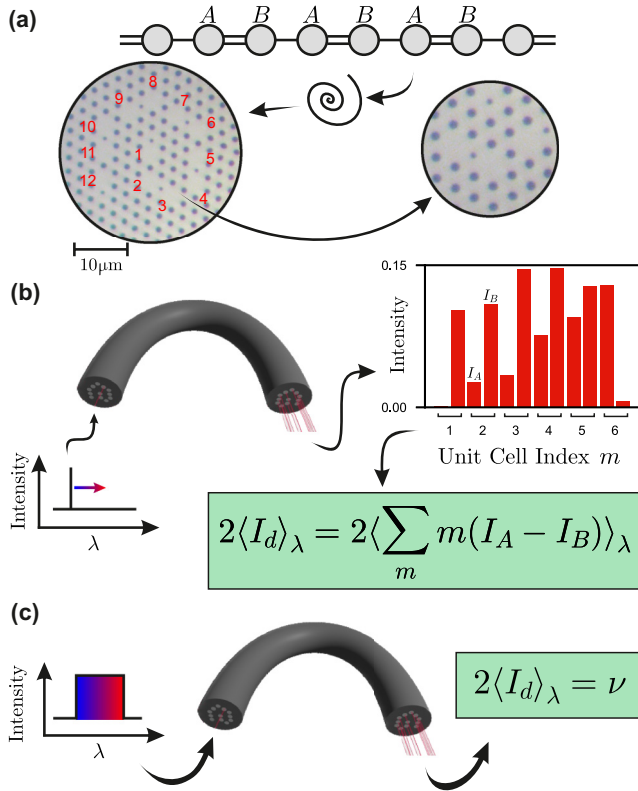 (a)
A B A B A B
8
9
7
10
6
11
1
5
12
2
4
3
10μm
(b)
0.15
Intensity
I_A
I_B
0.00
1 2 3 4 5 6
Unit Cell Index m
Intensity
λ
2⟨I_d⟩_λ = 2⟨∑_m m(I_A − I_B)⟩_λ
(c)
Intensity
λ
2⟨I_d⟩_λ = ν